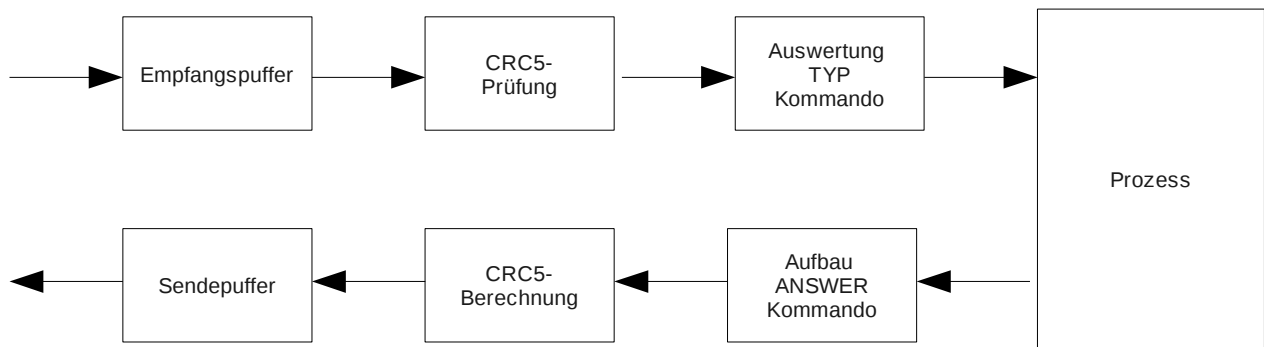 Empfangspuffer
CRC5-
Prüfung
Auswertung
TYP
Kommando
Prozess
Sendepuffer
CRC5-
Berechnung
Aufbau
ANSWER
Kommando